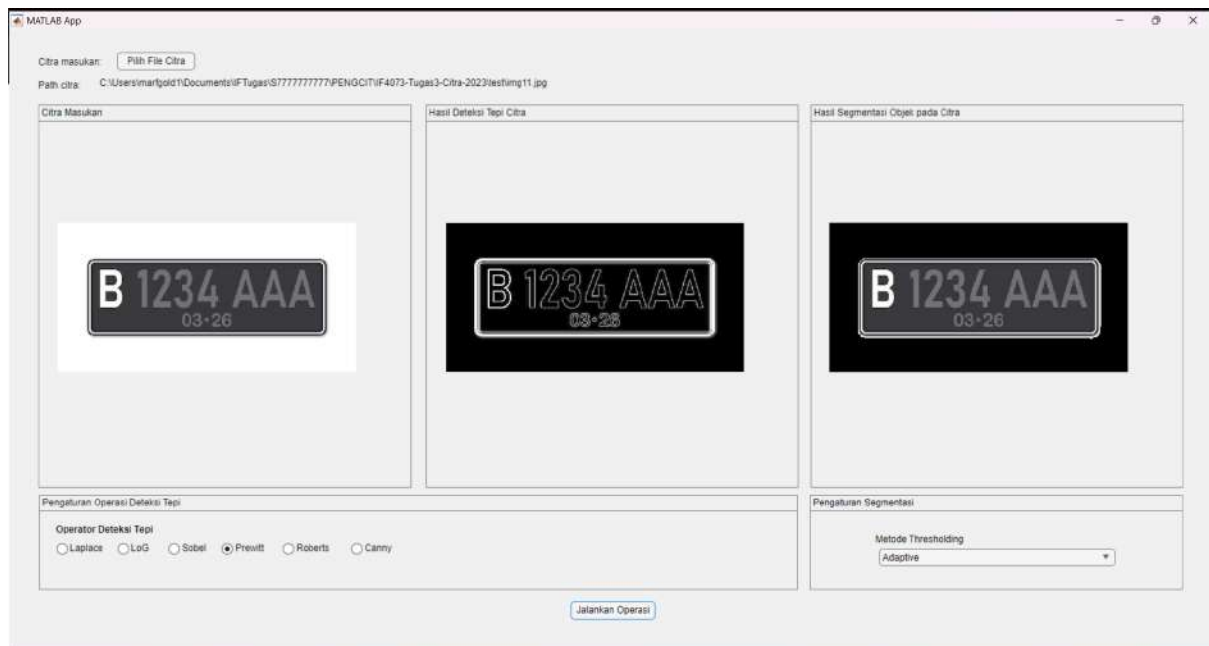 MATLAB App
Citra masukan: Pilih File Citra
Path citra: C:\Users\marfgold1\Documents\IFTugas\S7777777777\PENGCIT\IF4073-Tugas3-Citra-2023\test\img11.jpg
Citra Masukan
B 1234 AAA
03•26
Hasil Deteksi Tepi Citra
B 1234 AAA
03•26
Hasil Segmentasi Objek pada Citra
B 1234 AAA
03•26
Pengaturan Operasi Deteksi Tepi
Operator Deteksi Tepi
Laplace LoG Sobel Prewitt Roberts Canny
Pengaturan Segmentasi
Metode Thresholding
Adaptive
Jalankan Operasi